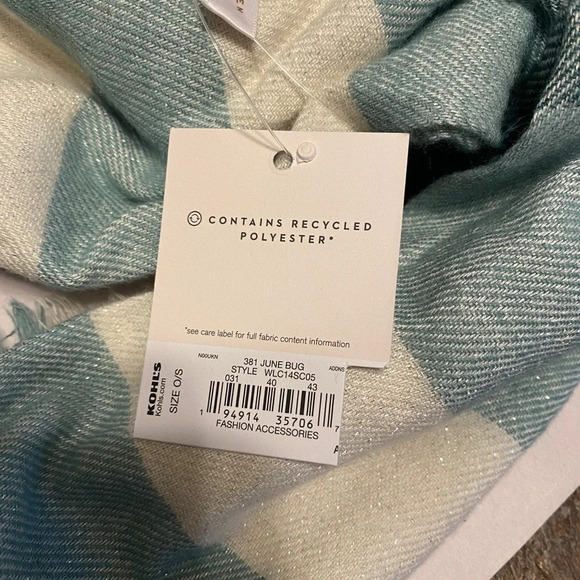 CONTAINS RECYCLED
POLYESTER*
*see care label for full fabric content information
KOHL'S
Kohls.com
SIZE O/S
N00UKN
381 JUNE BUG
ADDNS
STYLE WLC14SC05
031 40 43
1 94914 35706 7
FASHION ACCESSORIES